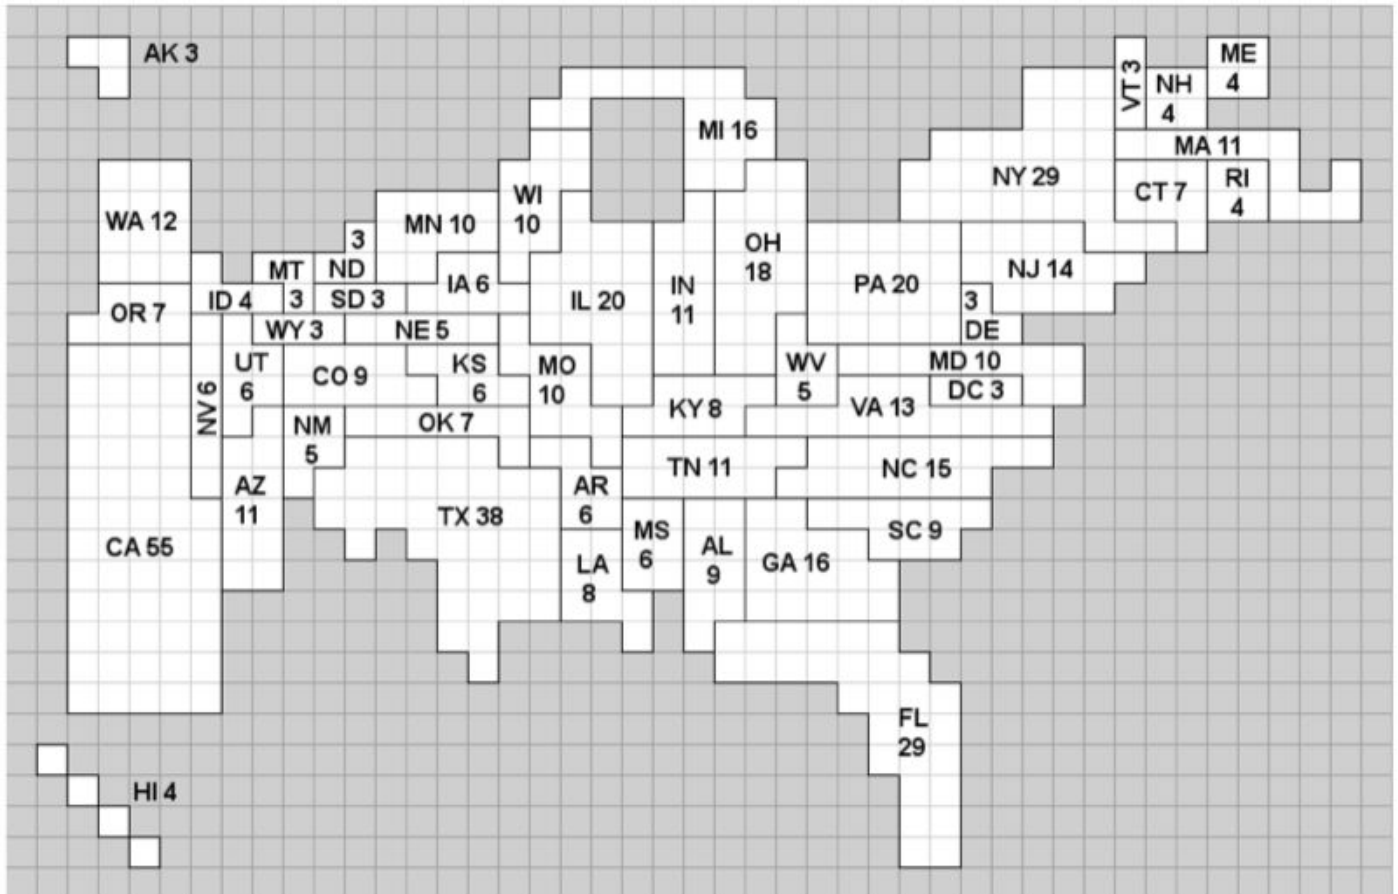 AK 3
ME
4
VT 3
NH
4
MI 16
MA 11
NY 29
CT 7
RI
4
WA 12
WI
10
MN 10
3
ND
OH
18
MT
3
ID 4
SD 3
IA 6
IL 20
IN
11
PA 20
NJ 14
3
DE
OR 7
WY 3
NE 5
UT
6
CO 9
KS
6
MO
10
WV
5
MD 10
DC 3
NV 6
KY 8
VA 13
NM
5
OK 7
TN 11
NC 15
AZ
11
TX 38
AR
6
MS
6
AL
9
SC 9
GA 16
CA 55
LA
8
FL
29
HI 4